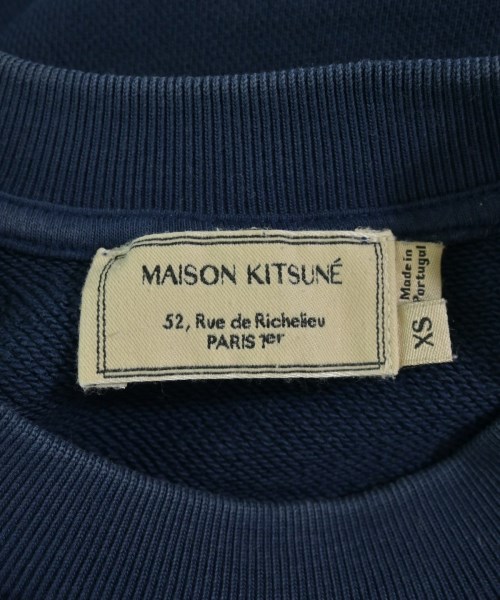 MAISON KITSUNÉ
52, Rue de Richelieu
PARIS 1er
Made in
Portugal
XS